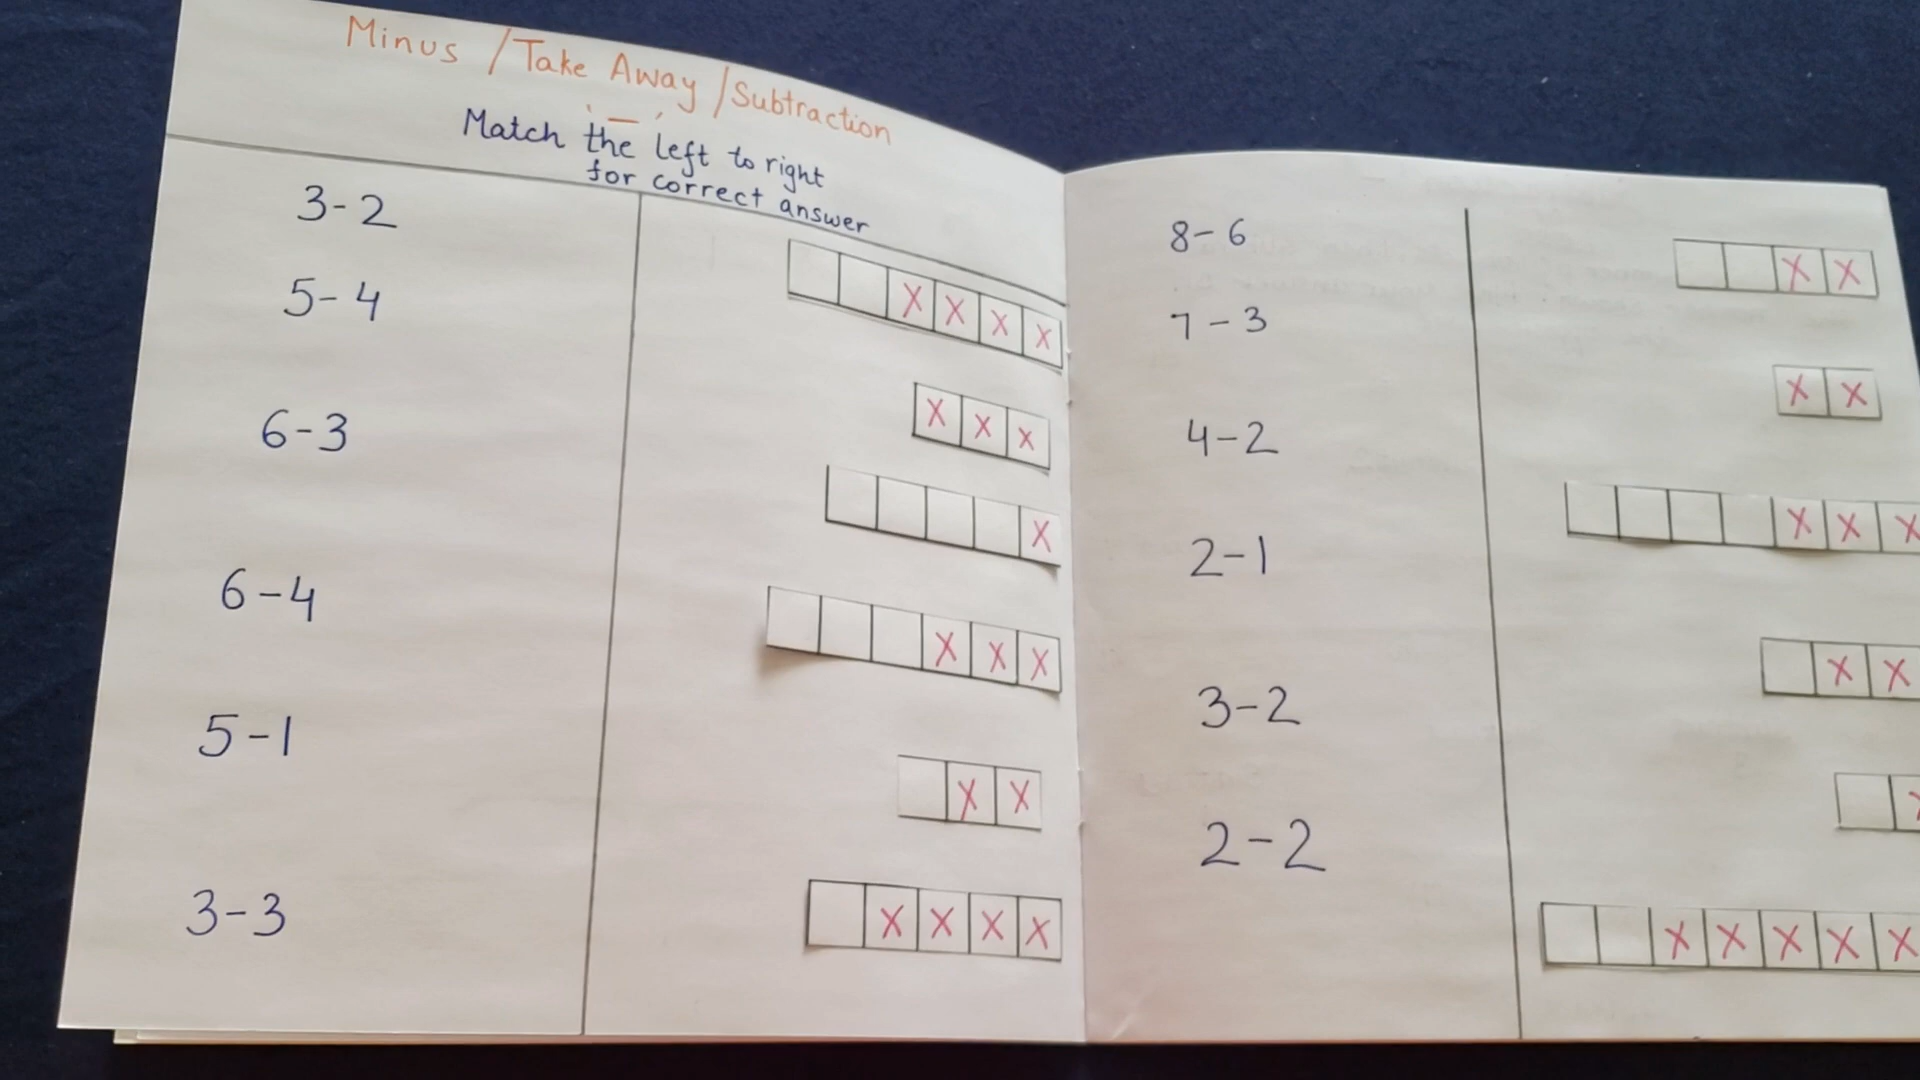 Minus / Take Away / Subtraction
'—'
Match the left to right
for correct answer
3-2
5-4
6-3
6-4
5-1
3-3
X X X X
X X X
X
X X X
X X
X X X X
8-6
7-3
4-2
2-1
3-2
2-2
X X
X X
X X X
X X
X
X X X X X